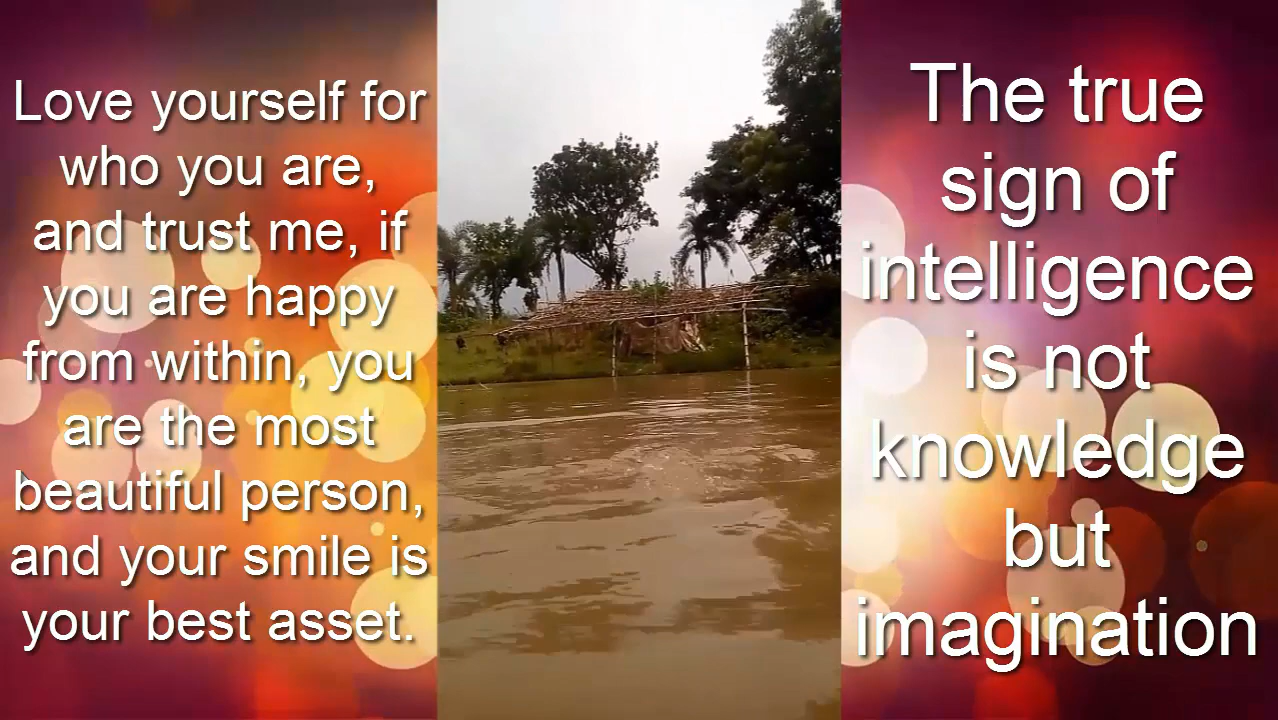 Love yourself for
who you are,
and trust me, if
you are happy
from within, you
are the most
beautiful person,
and your smile is
your best asset.
The true
sign of
intelligence
is not
knowledge
but
imagination